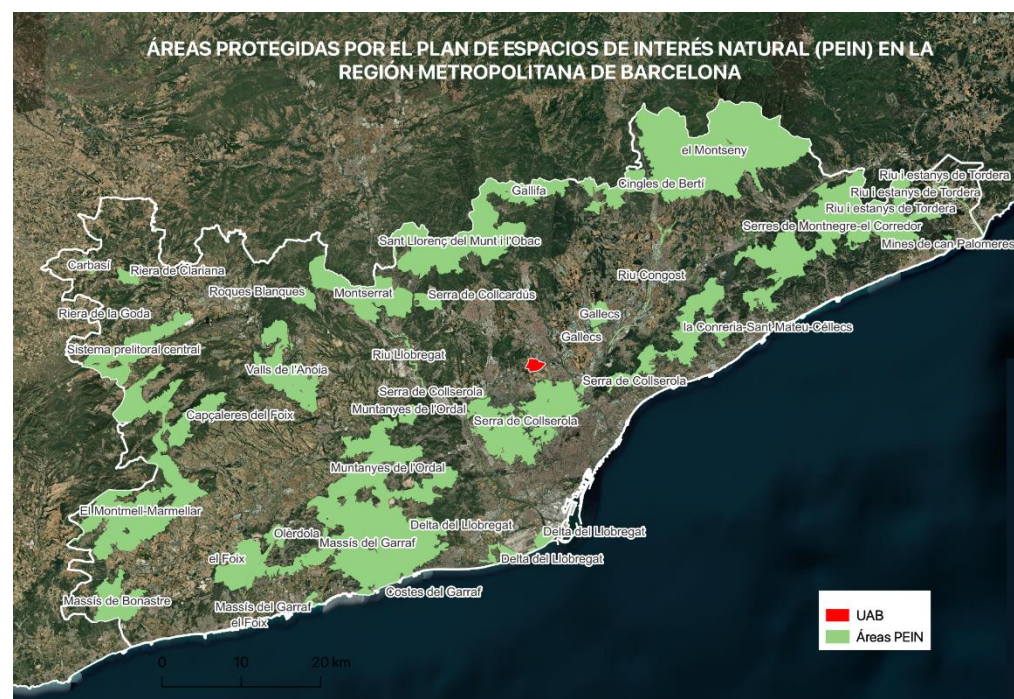 ÁREAS PROTEGIDAS POR EL PLAN DE ESPACIOS DE INTERÉS NATURAL (PEIN) EN LA
REGIÓN METROPOLITANA DE BARCELONA
el Montseny
Riu i estanys de Tordera
Cingles de Bertí
Gallifa
Riu i estanys de Tordera
Riu i estanys de Tordera
Serres de Montnegre-el Corredor
Sant Llorenç del Munt i l'Obac
Mines de can Palomeres
Carbasí
Riera de Clariana
Riu Congost
Roques Blanques
Montserrat
Serra de Collcardús
Riera de la Goda
Gallecs
la Conreria-Sant Mateu-Céllecs
Gallecs
Sistema prelitoral central
Riu Llobregat
Valls de l'Anoia
Serra de Collserola
Serra de Collserola
Muntanyes de l'Ordal
Capçaleres del Foix
Serra de Collserola
Muntanyes de l'Ordal
El Montmell-Marmellar
Delta del Llobregat
Delta del Llobregat
Olèrdola
Massís del Garraf
el Foix
Delta del Llobregat
Costes del Garraf
Massís de Bonastre
Massís del Garraf
el Foix
UAB
Áreas PEIN
0 10 20 km